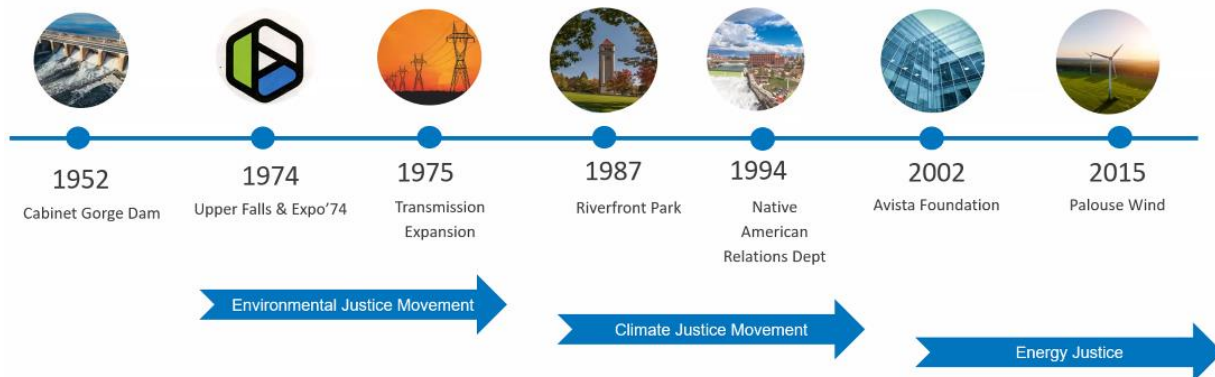 1952
Cabinet Gorge Dam
1974
Upper Falls & Expo'74
1975
Transmission
Expansion
1987
Riverfront Park
1994
Native
American
Relations Dept
2002
Avista Foundation
2015
Palouse Wind
Environmental Justice Movement
Climate Justice Movement
Energy Justice